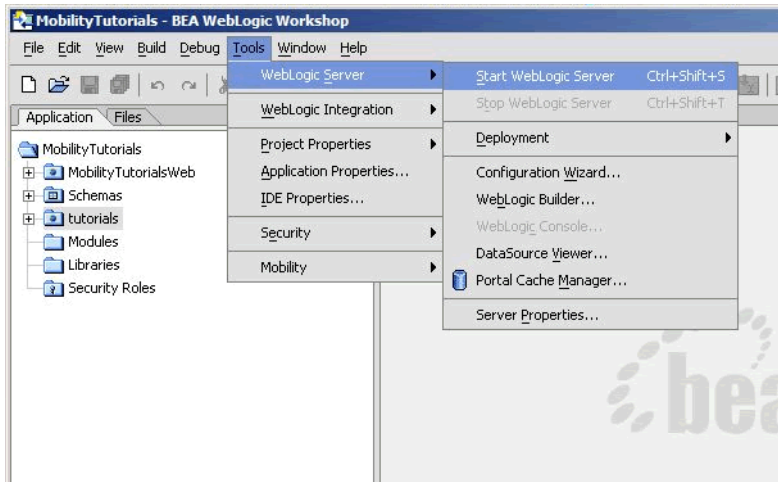 MobilityTutorials - BEA WebLogic Workshop
File Edit View Build Debug Tools Window Help
Application Files
MobilityTutorials
MobilityTutorialsWeb
Schemas
tutorials
Modules
Libraries
Security Roles
WebLogic Server
WebLogic Integration
Project Properties
Application Properties...
IDE Properties...
Security
Mobility
Start WebLogic Server Ctrl+Shift+S
Stop WebLogic Server Ctrl+Shift+T
Deployment
Configuration Wizard...
WebLogic Builder...
WebLogic Console...
DataSource Viewer...
Portal Cache Manager...
Server Properties...
bea